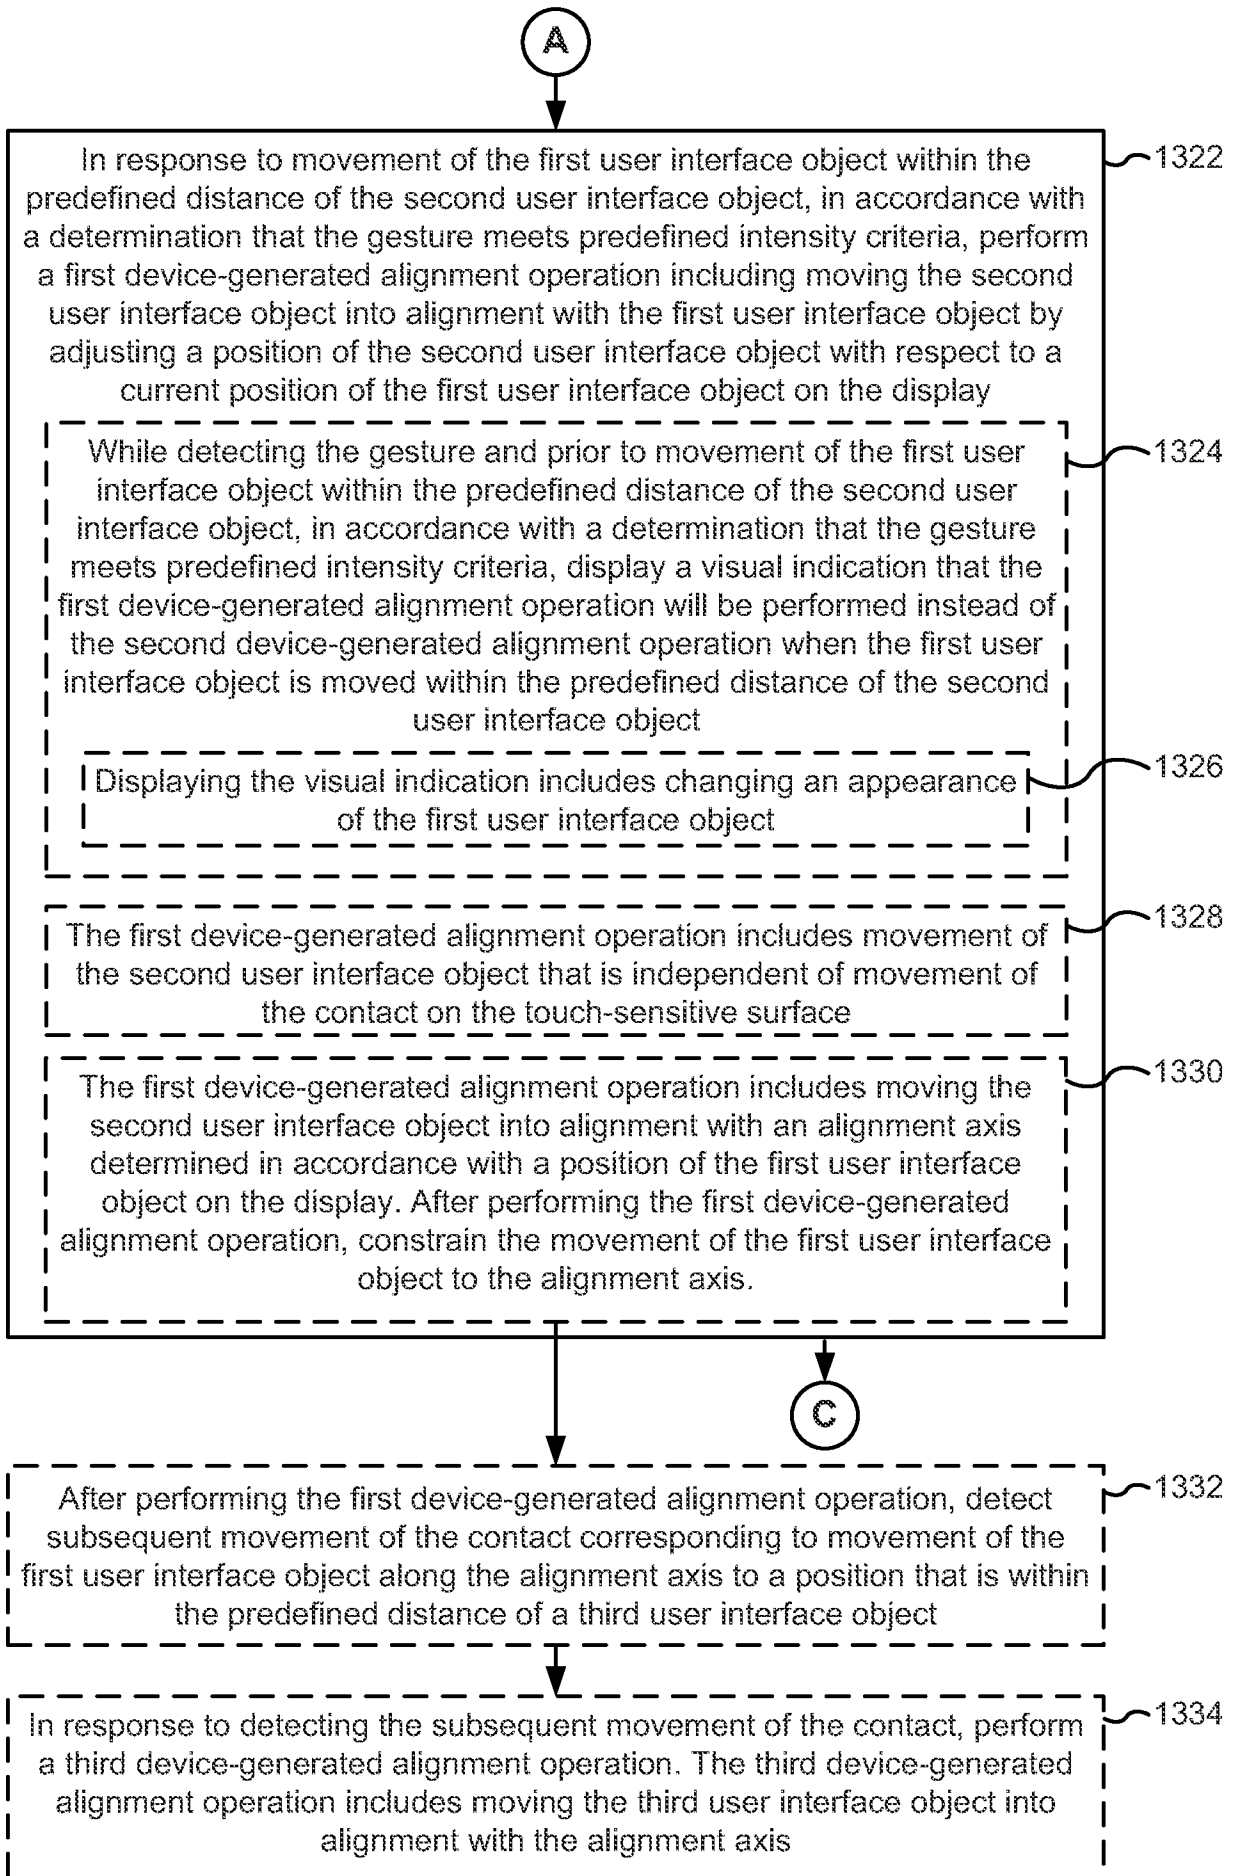 A
In response to movement of the first user interface object within the
predefined distance of the second user interface object, in accordance with
a determination that the gesture meets predefined intensity criteria, perform
a first device-generated alignment operation including moving the second
user interface object into alignment with the first user interface object by
adjusting a position of the second user interface object with respect to a
current position of the first user interface object on the display
1322
While detecting the gesture and prior to movement of the first user
interface object within the predefined distance of the second user
interface object, in accordance with a determination that the gesture
meets predefined intensity criteria, display a visual indication that the
first device-generated alignment operation will be performed instead of
the second device-generated alignment operation when the first user
interface object is moved within the predefined distance of the second
user interface object
1324
Displaying the visual indication includes changing an appearance
of the first user interface object
1326
The first device-generated alignment operation includes movement of
the second user interface object that is independent of movement of
the contact on the touch-sensitive surface
1328
The first device-generated alignment operation includes moving the
second user interface object into alignment with an alignment axis
determined in accordance with a position of the first user interface
object on the display. After performing the first device-generated
alignment operation, constrain the movement of the first user interface
object to the alignment axis.
1330
C
After performing the first device-generated alignment operation, detect
subsequent movement of the contact corresponding to movement of the
first user interface object along the alignment axis to a position that is within
the predefined distance of a third user interface object
1332
In response to detecting the subsequent movement of the contact, perform
a third device-generated alignment operation. The third device-generated
alignment operation includes moving the third user interface object into
alignment with the alignment axis
1334